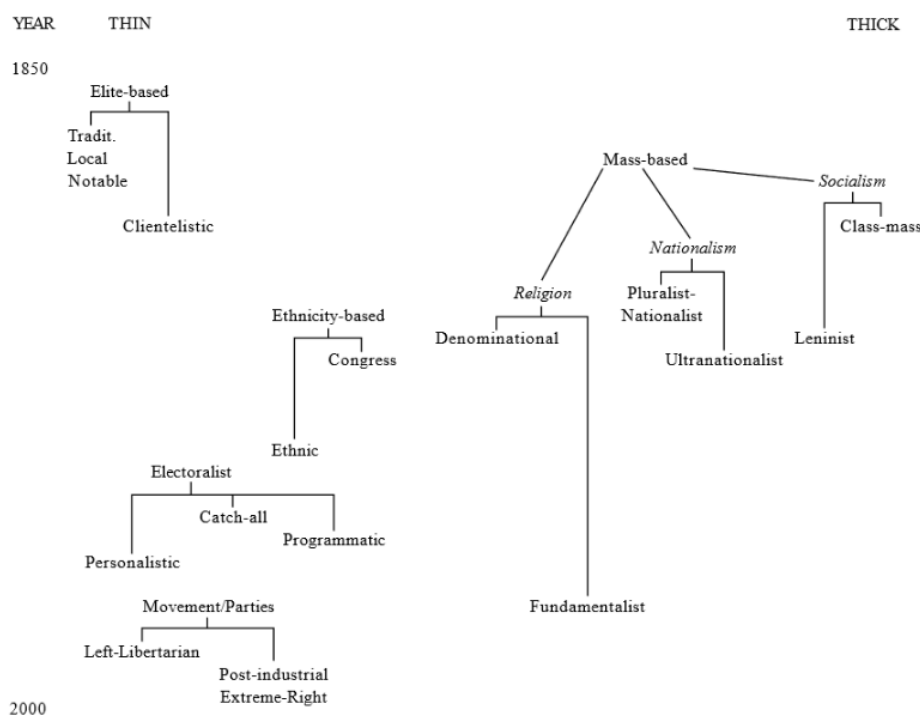 YEAR THIN THICK
1850
Elite-based
Tradit.
Local
Notable
Clientelistic
Mass-based
Socialism
Class-mass
Nationalism
Pluralist-
Nationalist
Religion
Ethnicity-based
Denominational
Leninist
Congress
Ultranationalist
Ethnic
Electoralist
Catch-all
Programmatic
Personalistic
Movement/Parties
Fundamentalist
Left-Libertarian
Post-industrial
Extreme-Right
2000